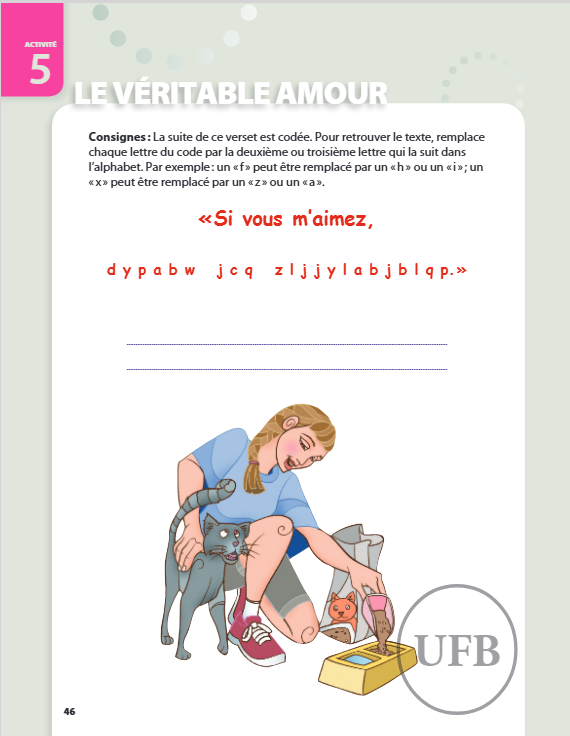 ACTIVITÉ
5
LE VÉRITABLE AMOUR
Consignes : La suite de ce verset est codée. Pour retrouver le texte, remplace
chaque lettre du code par la deuxième ou troisième lettre qui la suit dans
l'alphabet. Par exemple : un « f » peut être remplacé par un « h » ou un « i » ; un
« x » peut être remplacé par un « z » ou un « a ».
«Si vous m'aimez,
d y p a b w j c q z l j j y l a b j b l q p.»
UFB
46